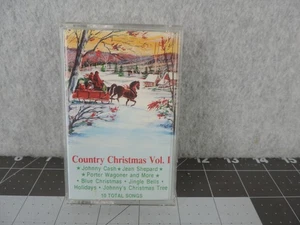 Country Christmas Vol. I
★ Johnny Cash ★ Jean Shepard ★
★ Porter Wagoner and More ★
★ Blue Christmas ★ Jingle Bells ★
Holidays ★ Johnny's Christmas Tree
10 TOTAL SONGS